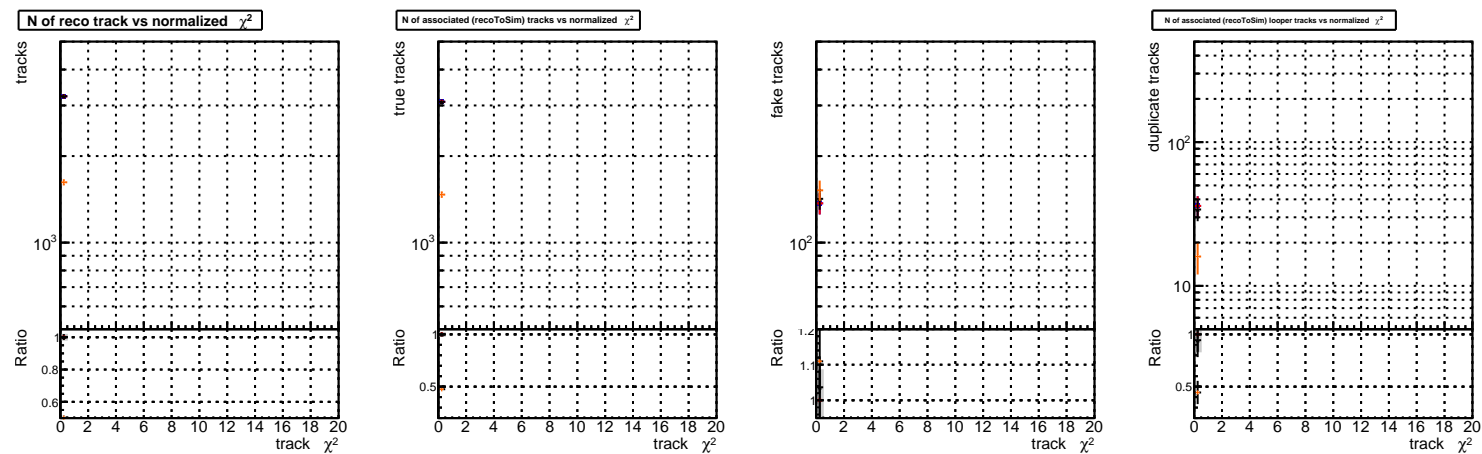 N of reco track vs normalized χ²
tracks
10³
Ratio
1
0.8
0.6
0 2 4 6 8 10 12 14 16 18 20
track χ²
N of associated (recoToSim) tracks vs normalized χ²
true tracks
10³
Ratio
1
0.5
0 2 4 6 8 10 12 14 16 18 20
track χ²
fake tracks
10²
Ratio
1.2
1.1
1
0 2 4 6 8 10 12 14 16 18 20
track χ²
N of associated (recoToSim) looper tracks vs normalized χ²
duplicate tracks
10²
10
Ratio
1
0.5
0 2 4 6 8 10 12 14 16 18 20
track χ²